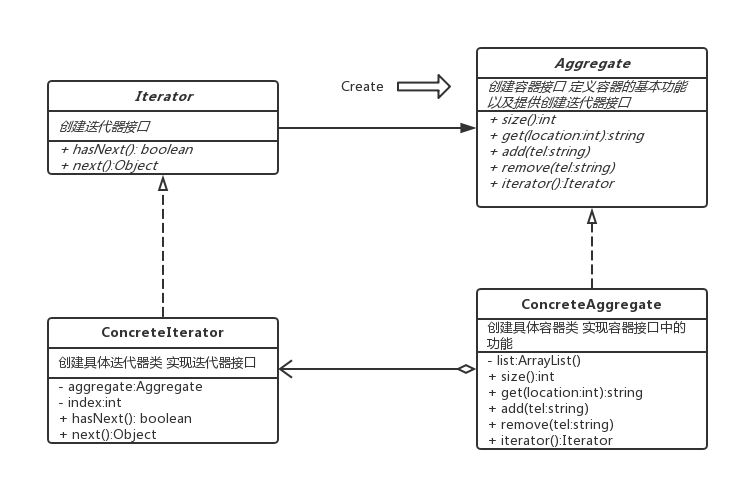 Iterator
创建迭代器接口
+ hasNext(): boolean
+ next():Object
Create
Aggregate
创建容器接口 定义容器的基本功能
以及提供创建迭代器接口
+ size():int
+ get(location:int):string
+ add(tel:string)
+ remove(tel:string)
+ iterator():Iterator
ConcreteIterator
创建具体迭代器类 实现迭代器接口
- aggregate:Aggregate
- index:int
+ hasNext(): boolean
+ next():Object
ConcreteAggregate
创建具体容器类 实现容器接口中的
功能
- list:ArrayList()
+ size():int
+ get(location:int):string
+ add(tel:string)
+ remove(tel:string)
+ iterator():Iterator